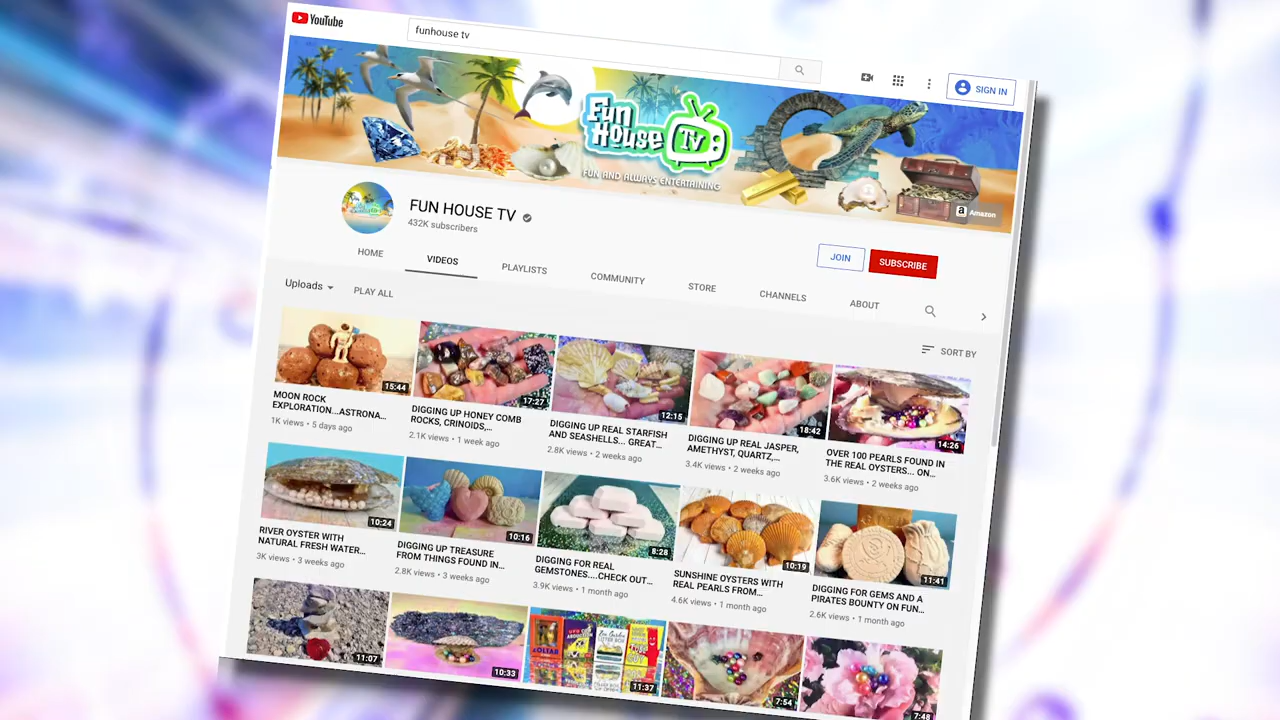 YouTube
funhouse tv
SIGN IN
Fun
House TV
FUN AND ALWAYS ENTERTAINING
a Amazon
FUN HOUSE TV
432K subscribers
JOIN
SUBSCRIBE
HOME
VIDEOS
PLAYLISTS
COMMUNITY
STORE
CHANNELS
ABOUT
Uploads
PLAY ALL
SORT BY
15:44
17:27
12:15
18:42
14:26
MOON ROCK
EXPLORATION...ASTRONA...
1K views • 5 days ago
DIGGING UP HONEY COMB
ROCKS, CRINOIDS,...
2.1K views • 1 week ago
DIGGING UP REAL STARFISH
AND SEASHELLS... GREAT...
2.8K views • 2 weeks ago
DIGGING UP REAL JASPER,
AMETHYST, QUARTZ,...
3.4K views • 2 weeks ago
OVER 100 PEARLS FOUND IN
THE REAL OYSTERS... ON...
3.6K views • 2 weeks ago
10:24
10:16
8:28
10:19
11:41
RIVER OYSTER WITH
NATURAL FRESH WATER...
3K views • 3 weeks ago
DIGGING UP TREASURE
FROM THINGS FOUND IN...
2.8K views • 3 weeks ago
DIGGING FOR REAL
GEMSTONES....CHECK OUT...
3.9K views • 1 month ago
SUNSHINE OYSTERS WITH
REAL PEARLS FROM...
4.6K views • 1 month ago
DIGGING FOR GEMS AND A
PIRATES BOUNTY ON FUN...
2.6K views • 1 month ago
11:07
10:33
ZOLTAR
11:37
7:54
7:48